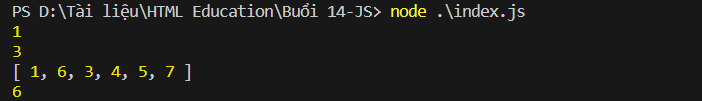 PS D:\Tài liệu\HTML Education\Buổi 14-JS> node .\index.js
1
3
[ 1, 6, 3, 4, 5, 7 ]
6